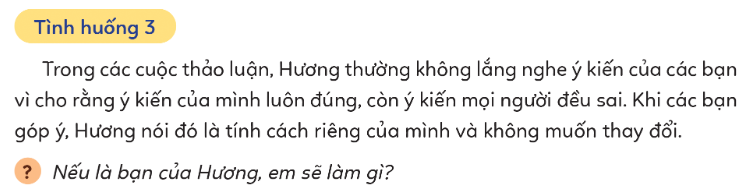 Tình huống 3
Trong các cuộc thảo luận, Hương thường không lắng nghe ý kiến của các bạn
vì cho rằng ý kiến của mình luôn đúng, còn ý kiến mọi người đều sai. Khi các bạn
góp ý, Hương nói đó là tính cách riêng của mình và không muốn thay đổi.
? Nếu là bạn của Hương, em sẽ làm gì?